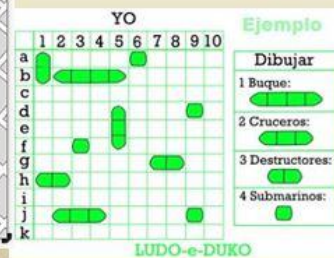 YO
Ejemplo
1 2 3 4 5 6 7 8 9 10
a
b
c
d
e
f
g
h
i
j
k
Dibujar
1 Buque:
2 Cruceros:
3 Destructores:
4 Submarinos:
LUDO-e-DUKO